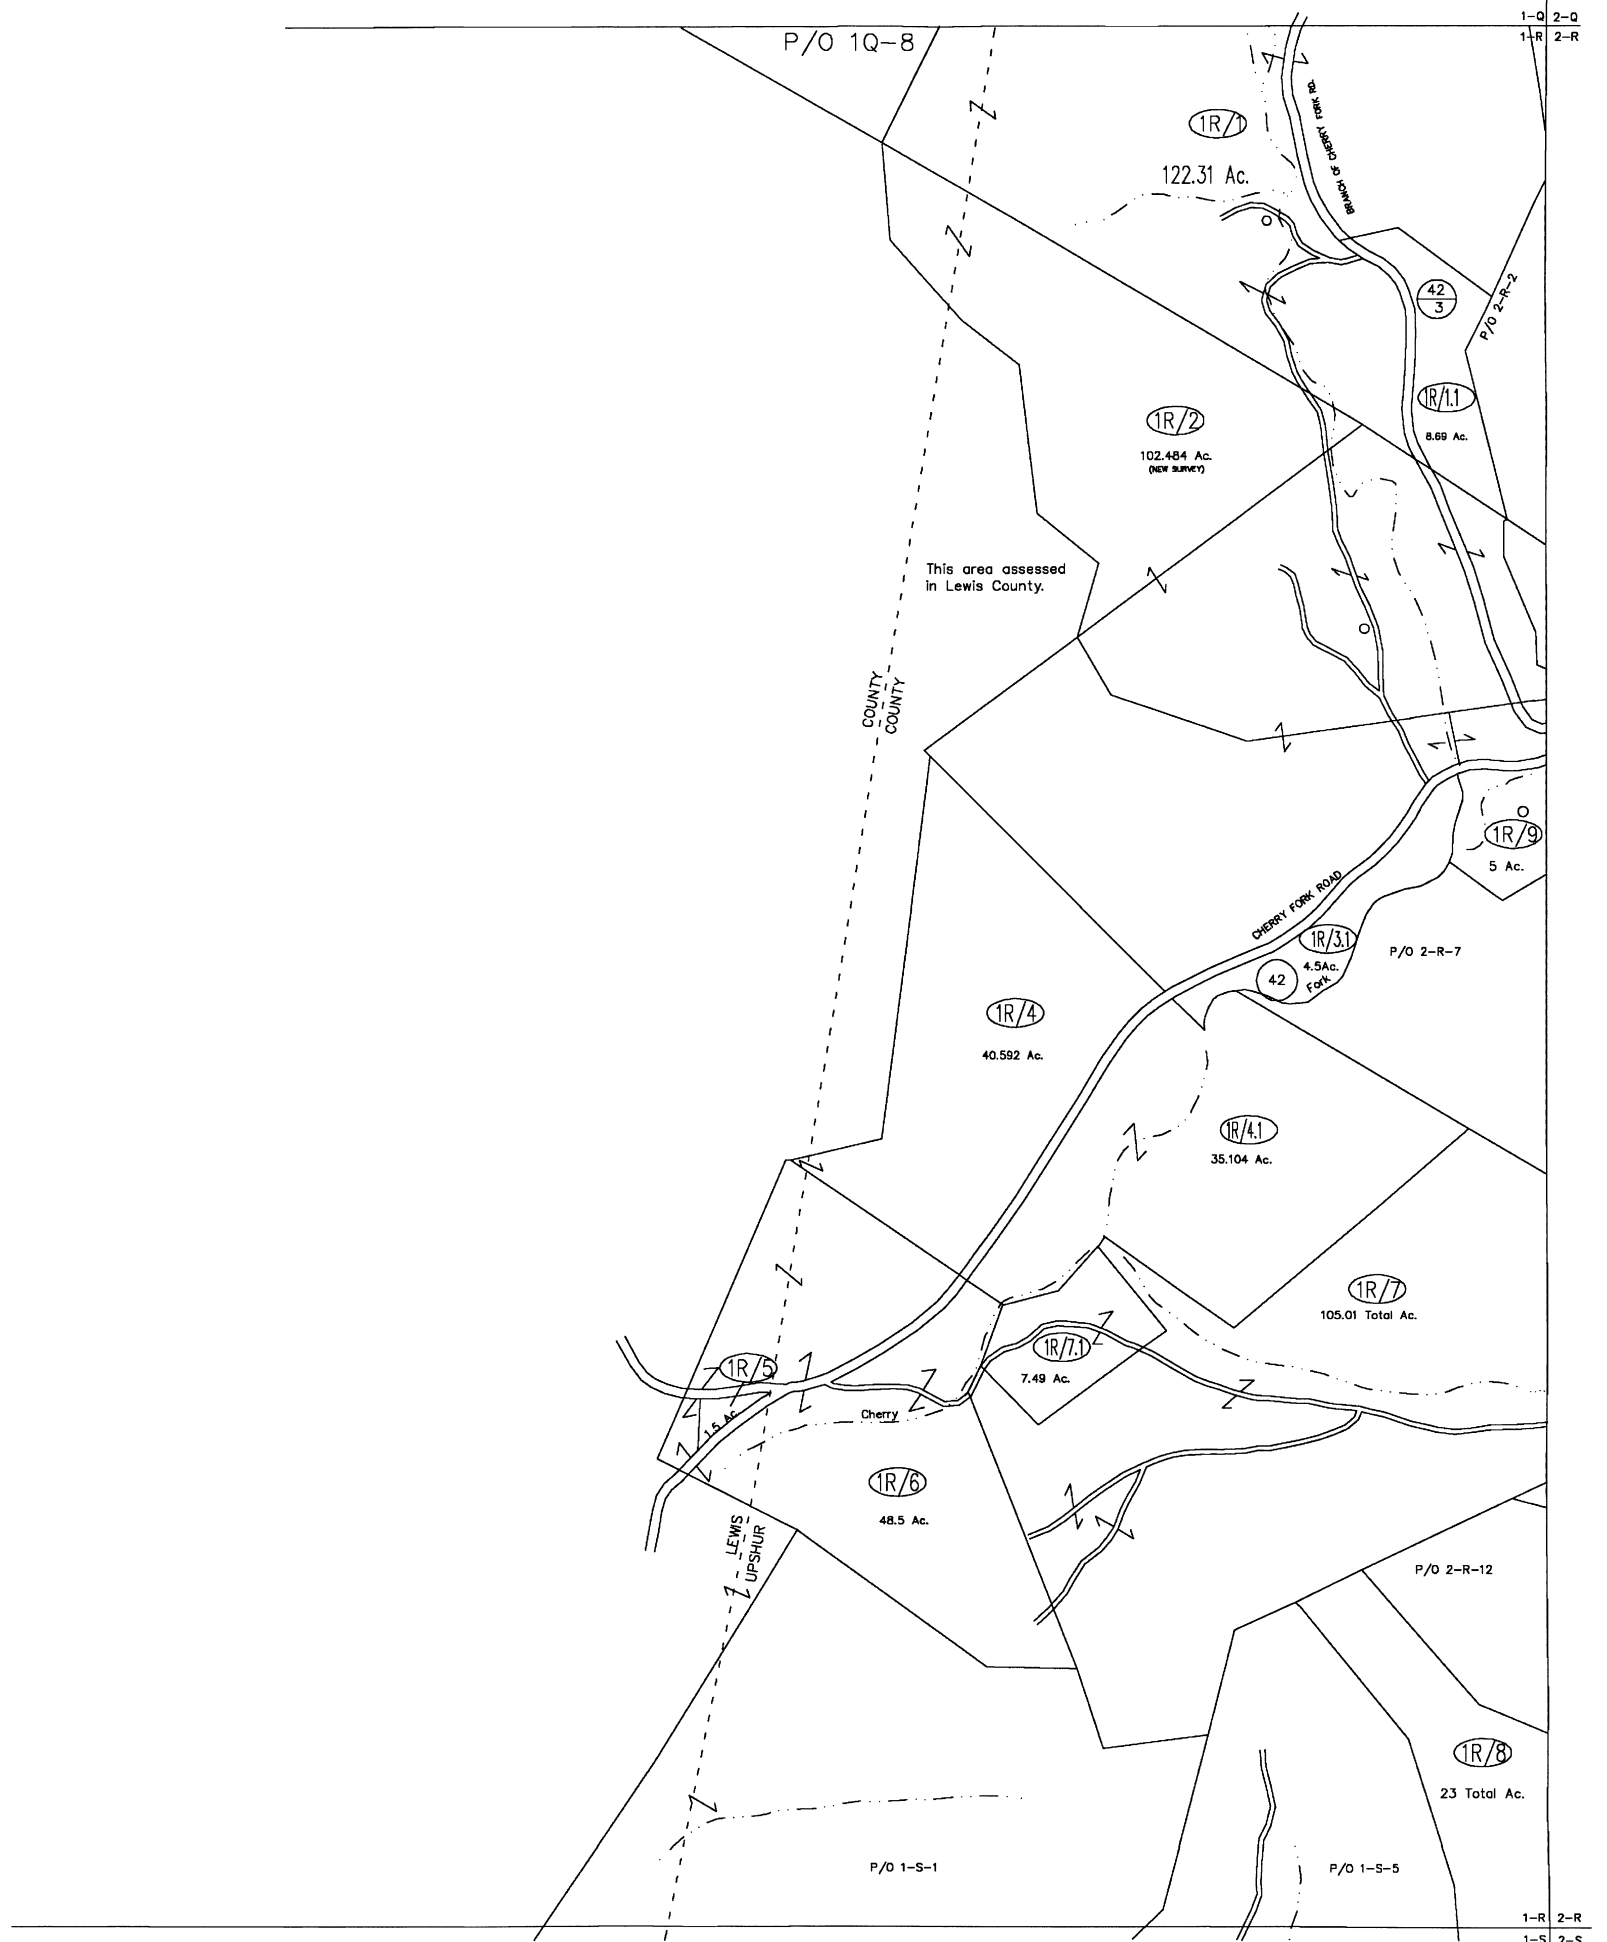 1-Q 2-Q
1-R 2-R
P/O 1Q-8
BRANCH OF CHERRY FORK RD.
1R/1
122.31 Ac.
42
3
P/O 2-R-2
1R/1.1
8.69 Ac.
1R/2
102.484 Ac.
(NEW SURVEY)
This area assessed
in Lewis County.
COUNTY
COUNTY
1R/9
5 Ac.
CHERRY FORK ROAD
1R/3.1
4.5Ac.
Fork
42
P/O 2-R-7
1R/4
40.592 Ac.
1R/4.1
35.104 Ac.
1R/7
105.01 Total Ac.
1R/7.1
7.49 Ac.
1R/5
1.5 Ac.
Cherry
1R/6
48.5 Ac.
LEWIS
UPSHUR
P/O 2-R-12
1R/8
23 Total Ac.
P/O 1-S-1
P/O 1-S-5
1-R 2-R
1-S 2-S